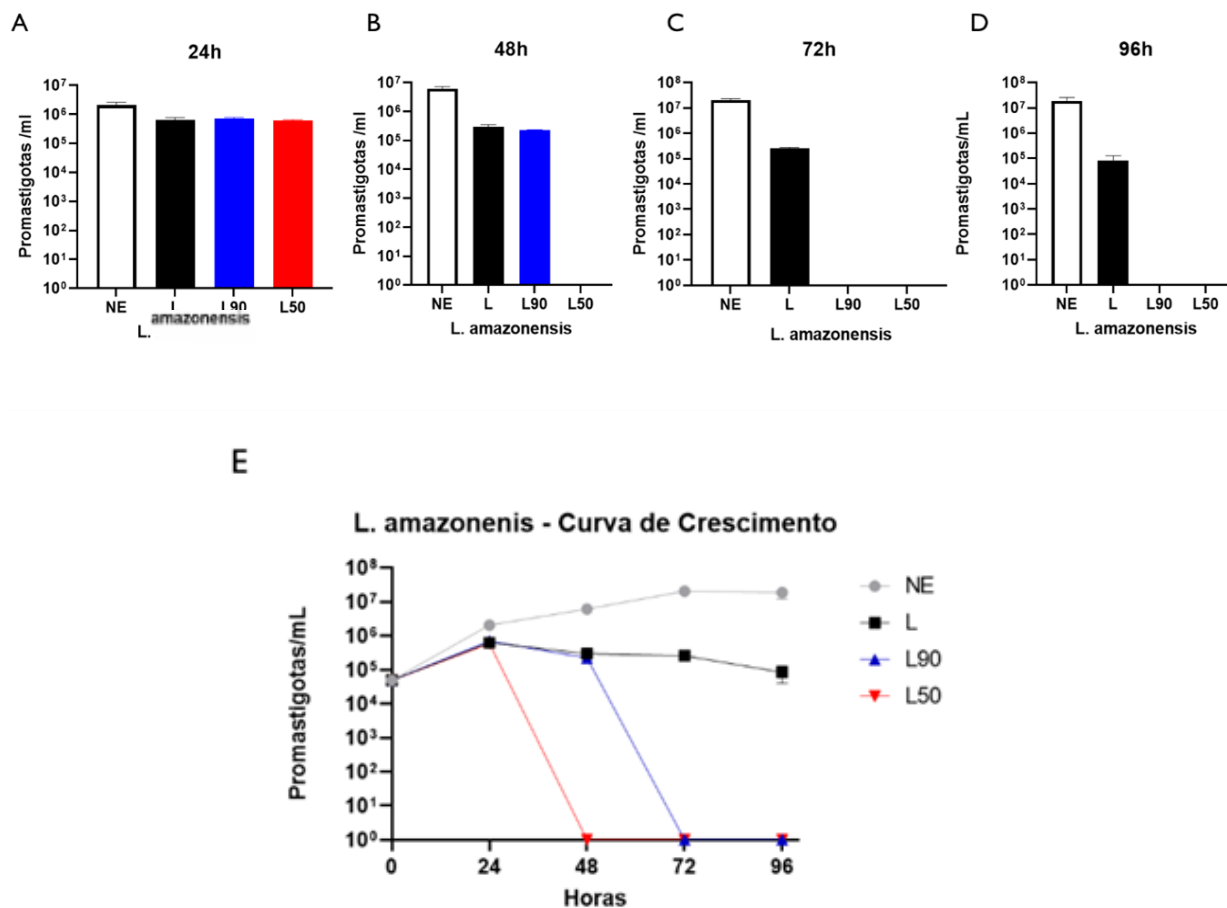 A
24h
Promastigotas /ml
10⁷
10⁶
10⁵
10⁴
10³
10²
10¹
10⁰
NE L L90 L50
L. amazonensis
B
48h
Promastigotas /ml
10⁷
10⁶
10⁵
10⁴
10³
10²
10¹
10⁰
NE L L90 L50
L. amazonensis
C
72h
Promastigotas /ml
10⁸
10⁷
10⁶
10⁵
10⁴
10³
10²
10¹
10⁰
NE L L90 L50
L. amazonensis
D
96h
Promastigotas/mL
10⁸
10⁷
10⁶
10⁵
10⁴
10³
10²
10¹
10⁰
NE L L90 L50
L. amazonensis
E
L. amazonenis - Curva de Crescimento
Promastigotas/mL
10⁸
10⁷
10⁶
10⁵
10⁴
10³
10²
10¹
10⁰
0 24 48 72 96
Horas
NE
L
L90
L50